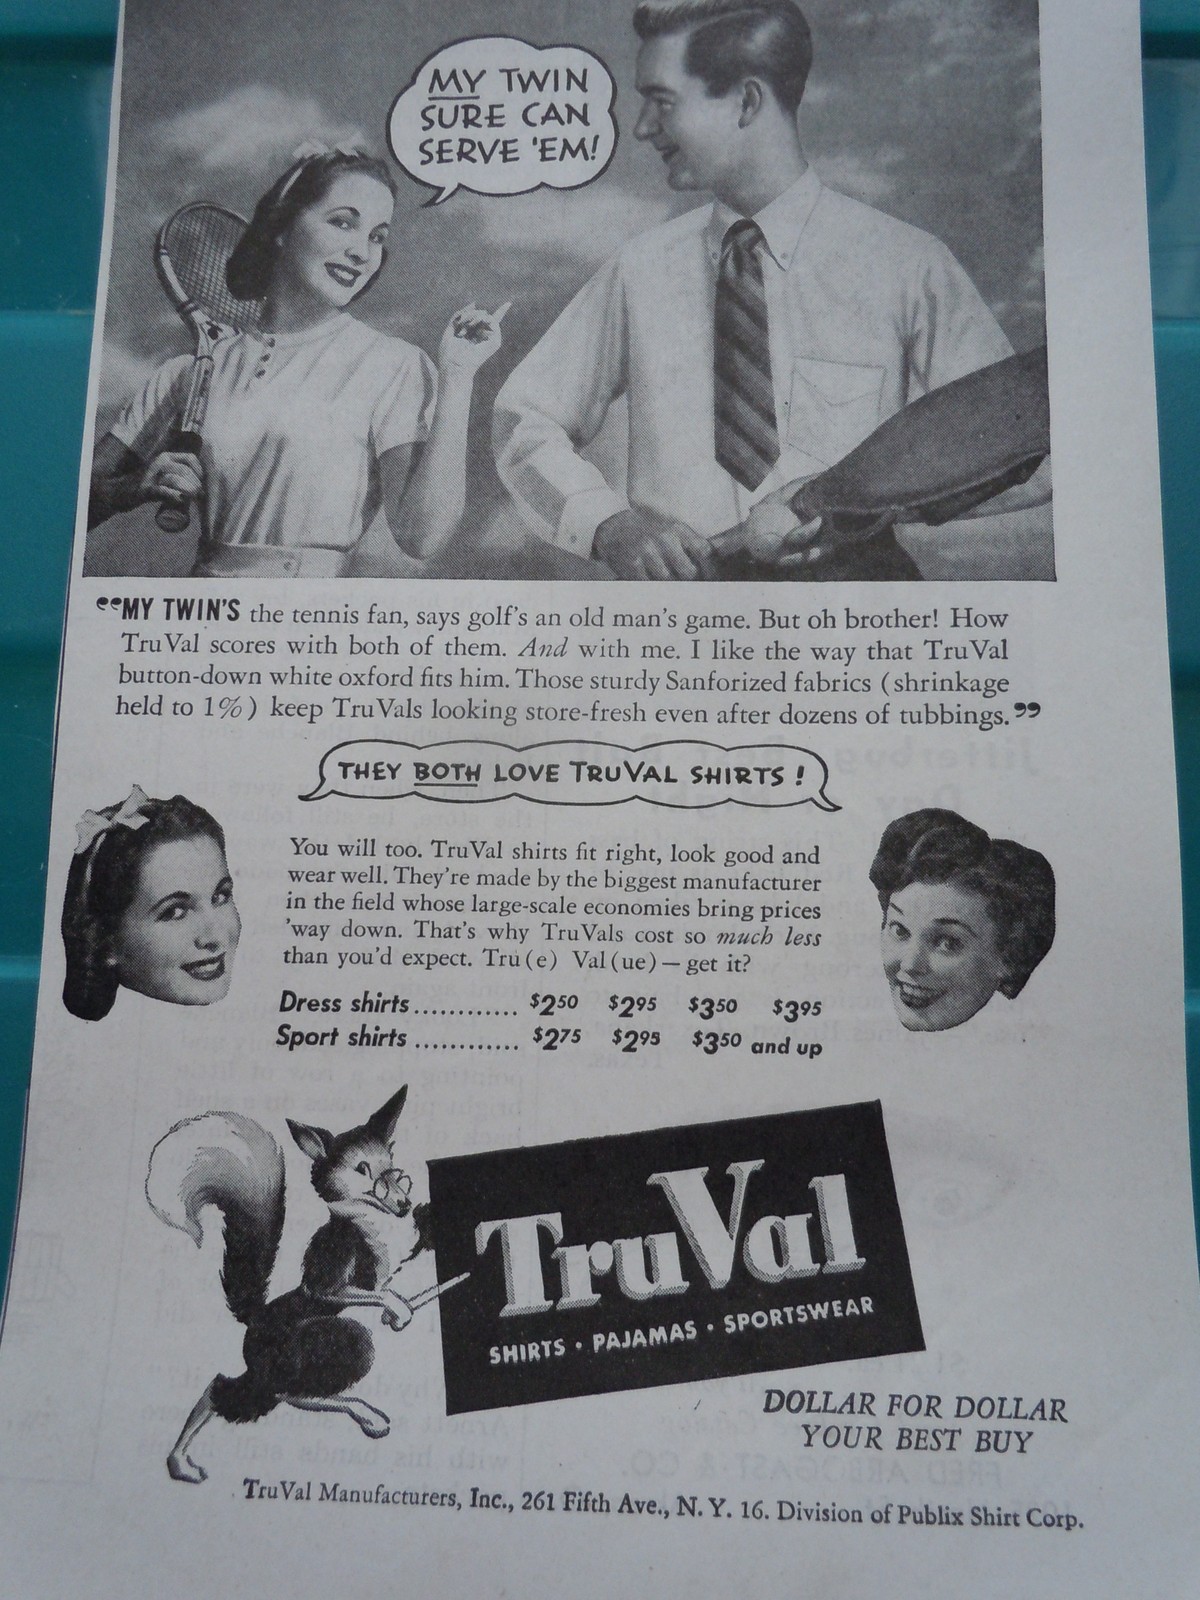 MY TWIN
SURE CAN
SERVE 'EM!
“MY TWIN'S the tennis fan, says golf's an old man's game. But oh brother! How
TruVal scores with both of them. And with me. I like the way that TruVal
button-down white oxford fits him. Those sturdy Sanforized fabrics (shrinkage
held to 1%) keep TruVals looking store-fresh even after dozens of tubbings.”
THEY BOTH LOVE TRUVAL SHIRTS!
You will too. TruVal shirts fit right, look good and
wear well. They're made by the biggest manufacturer
in the field whose large-scale economies bring prices
'way down. That's why TruVals cost so much less
than you'd expect. Tru(e) Val(ue)—get it?
Dress shirts............ $2.50 $2.95 $3.50 $3.95
Sport shirts ............ $2.75 $2.95 $3.50 and up
TruVal
SHIRTS · PAJAMAS · SPORTSWEAR
DOLLAR FOR DOLLAR
YOUR BEST BUY
TruVal Manufacturers, Inc., 261 Fifth Ave., N. Y. 16. Division of Publix Shirt Corp.